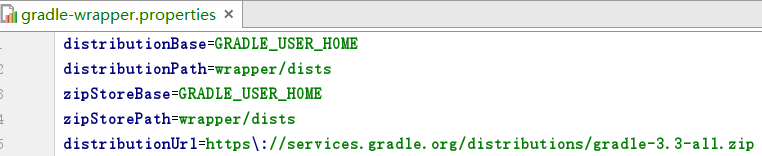 gradle-wrapper.properties ×
distributionBase=GRADLE_USER_HOME
2 distributionPath=wrapper/dists
3 zipStoreBase=GRADLE_USER_HOME
4 zipStorePath=wrapper/dists
5 distributionUrl=https\://services.gradle.org/distributions/gradle-3.3-all.zip